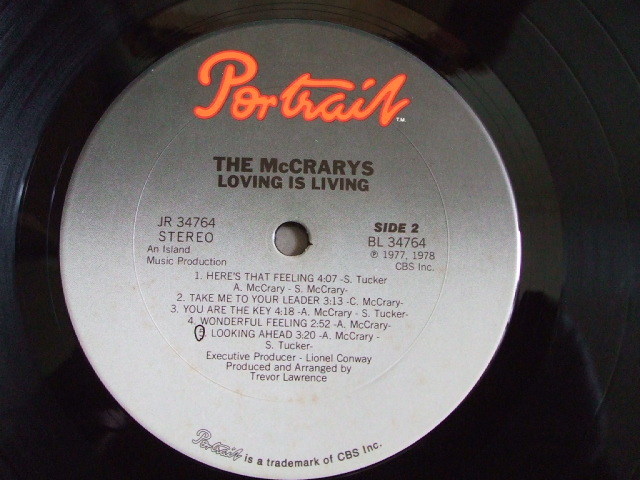 Portrait™
THE McCRARYS
LOVING IS LIVING
JR 34764
STEREO
An Island
Music Production
SIDE 2
BL 34764
℗ 1977, 1978
CBS Inc.
1. HERE'S THAT FEELING 4:07 -S. Tucker
A. McCrary - S. McCrary-
2. TAKE ME TO YOUR LEADER 3:13 -C. McCrary-
3. YOU ARE THE KEY 4:18 -A. McCrary - S. Tucker-
4. WONDERFUL FEELING 2:52 -A. McCrary-
5. LOOKING AHEAD 3:20 -A. McCrary -
S. Tucker-
Executive Producer - Lionel Conway
Produced and Arranged by
Trevor Lawrence
Portrait is a trademark of CBS Inc.